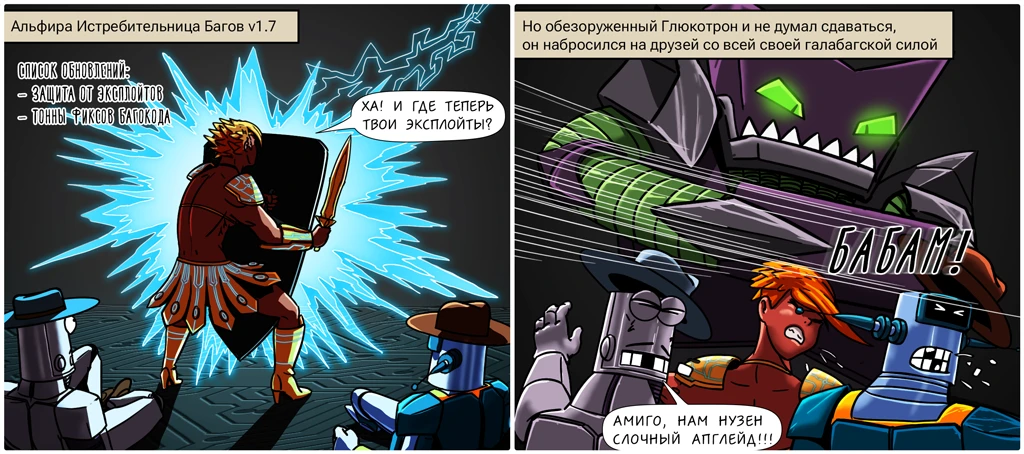 Альфира Истребительница Багов v1.7
СПИСОК ОБНОВЛЕНИЙ:
- ЗАЩИТА ОТ ЭКСПЛОЙТОВ
- ТОННЫ ФИКСОВ БАГОКОДА
ХА! И ГДЕ ТЕПЕРЬ
ТВОИ ЭКСПЛОЙТЫ?
Но обезоруженный Глюкотрон и не думал сдаваться,
он набросился на друзей со всей своей галабагской силой
БАБАМ!
АМИГО, НАМ НУЗЕН
СЛОЧНЫЙ АПГЛЕЙД!!!